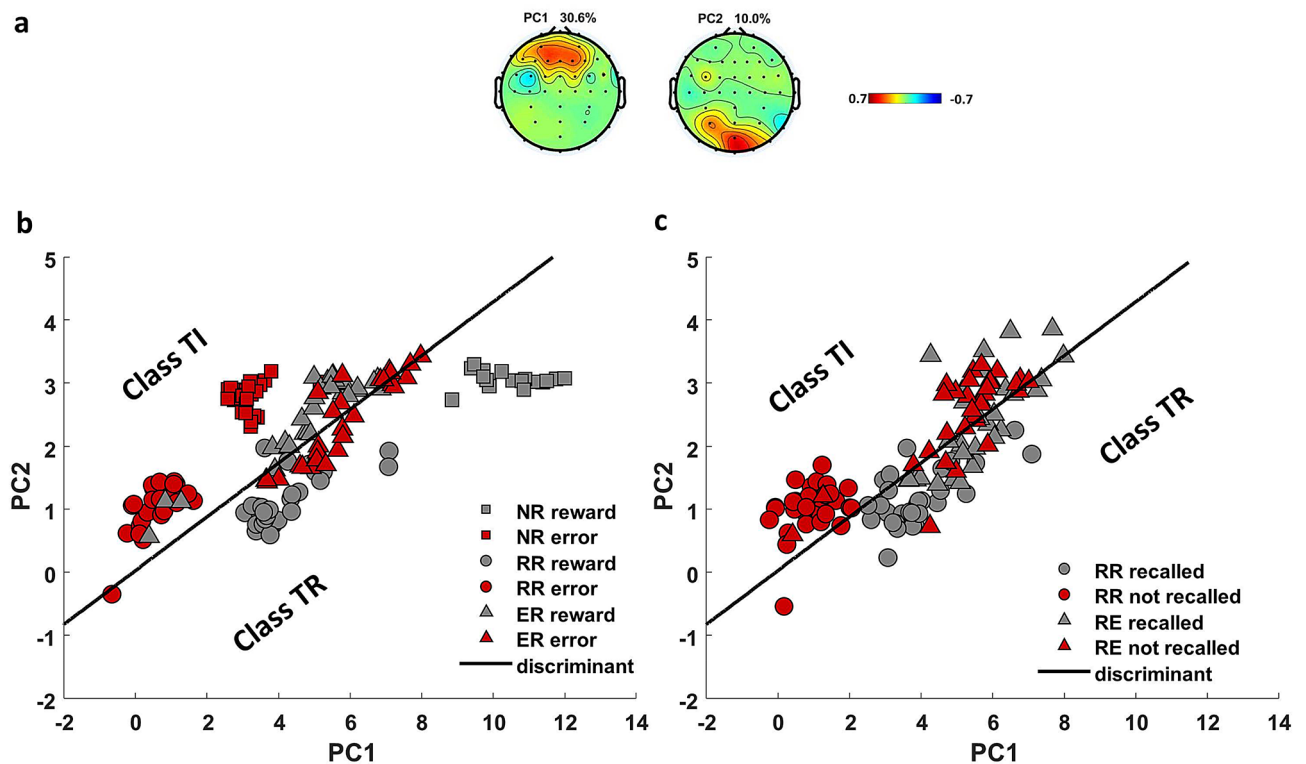 a
PC1 30.6%
PC2 10.0%
0.7
-0.7
b
5
4
3
2
1
0
-1
-2
PC2
-2 0 2 4 6 8 10 12 14
PC1
Class TI
Class TR
NR reward
NR error
RR reward
RR error
ER reward
ER error
discriminant
c
5
4
3
2
1
0
-1
-2
PC2
-2 0 2 4 6 8 10 12 14
PC1
Class TI
Class TR
RR recalled
RR not recalled
RE recalled
RE not recalled
discriminant